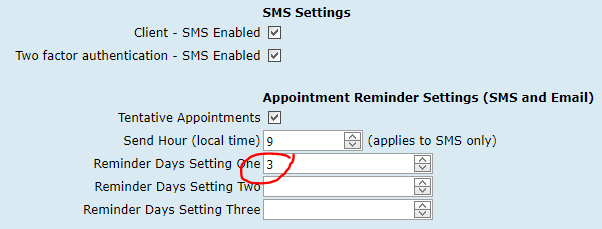 SMS Settings
Client - SMS Enabled
Two factor authentication - SMS Enabled
Appointment Reminder Settings (SMS and Email)
Tentative Appointments
Send Hour (local time) 9 (applies to SMS only)
Reminder Days Setting One 3
Reminder Days Setting Two
Reminder Days Setting Three